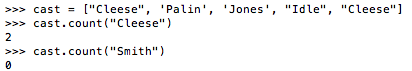 >>> cast = ["Cleese", 'Palin', 'Jones', "Idle", "Cleese"]
>>> cast.count("Cleese")
2
>>> cast.count("Smith")
0